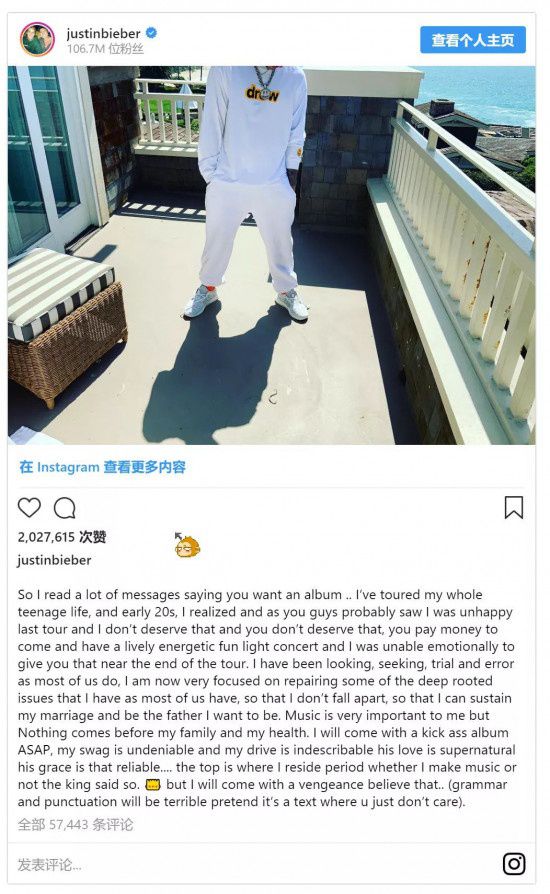 justinbieber
106.7M 位粉丝
查看个人主页
drew
在 Instagram 查看更多内容
2,027,615 次赞
justinbieber
So I read a lot of messages saying you want an album .. I’ve toured my whole
teenage life, and early 20s, I realized and as you guys probably saw I was unhappy
last tour and I don’t deserve that and you don’t deserve that, you pay money to
come and have a lively energetic fun light concert and I was unable emotionally to
give you that near the end of the tour. I have been looking, seeking, trial and error
as most of us do, I am now very focused on repairing some of the deep rooted
issues that I have as most of us have, so that I don’t fall apart, so that I can sustain
my marriage and be the father I want to be. Music is very important to me but
Nothing comes before my family and my health. I will come with a kick ass album
ASAP, my swag is undeniable and my drive is indescribable his love is supernatural
his grace is that reliable.... the top is where I reside period whether I make music or
not the king said so. but I will come with a vengeance believe that.. (grammar
and punctuation will be terrible pretend it’s a text where u just don’t care).
全部 57,443 条评论
发表评论...